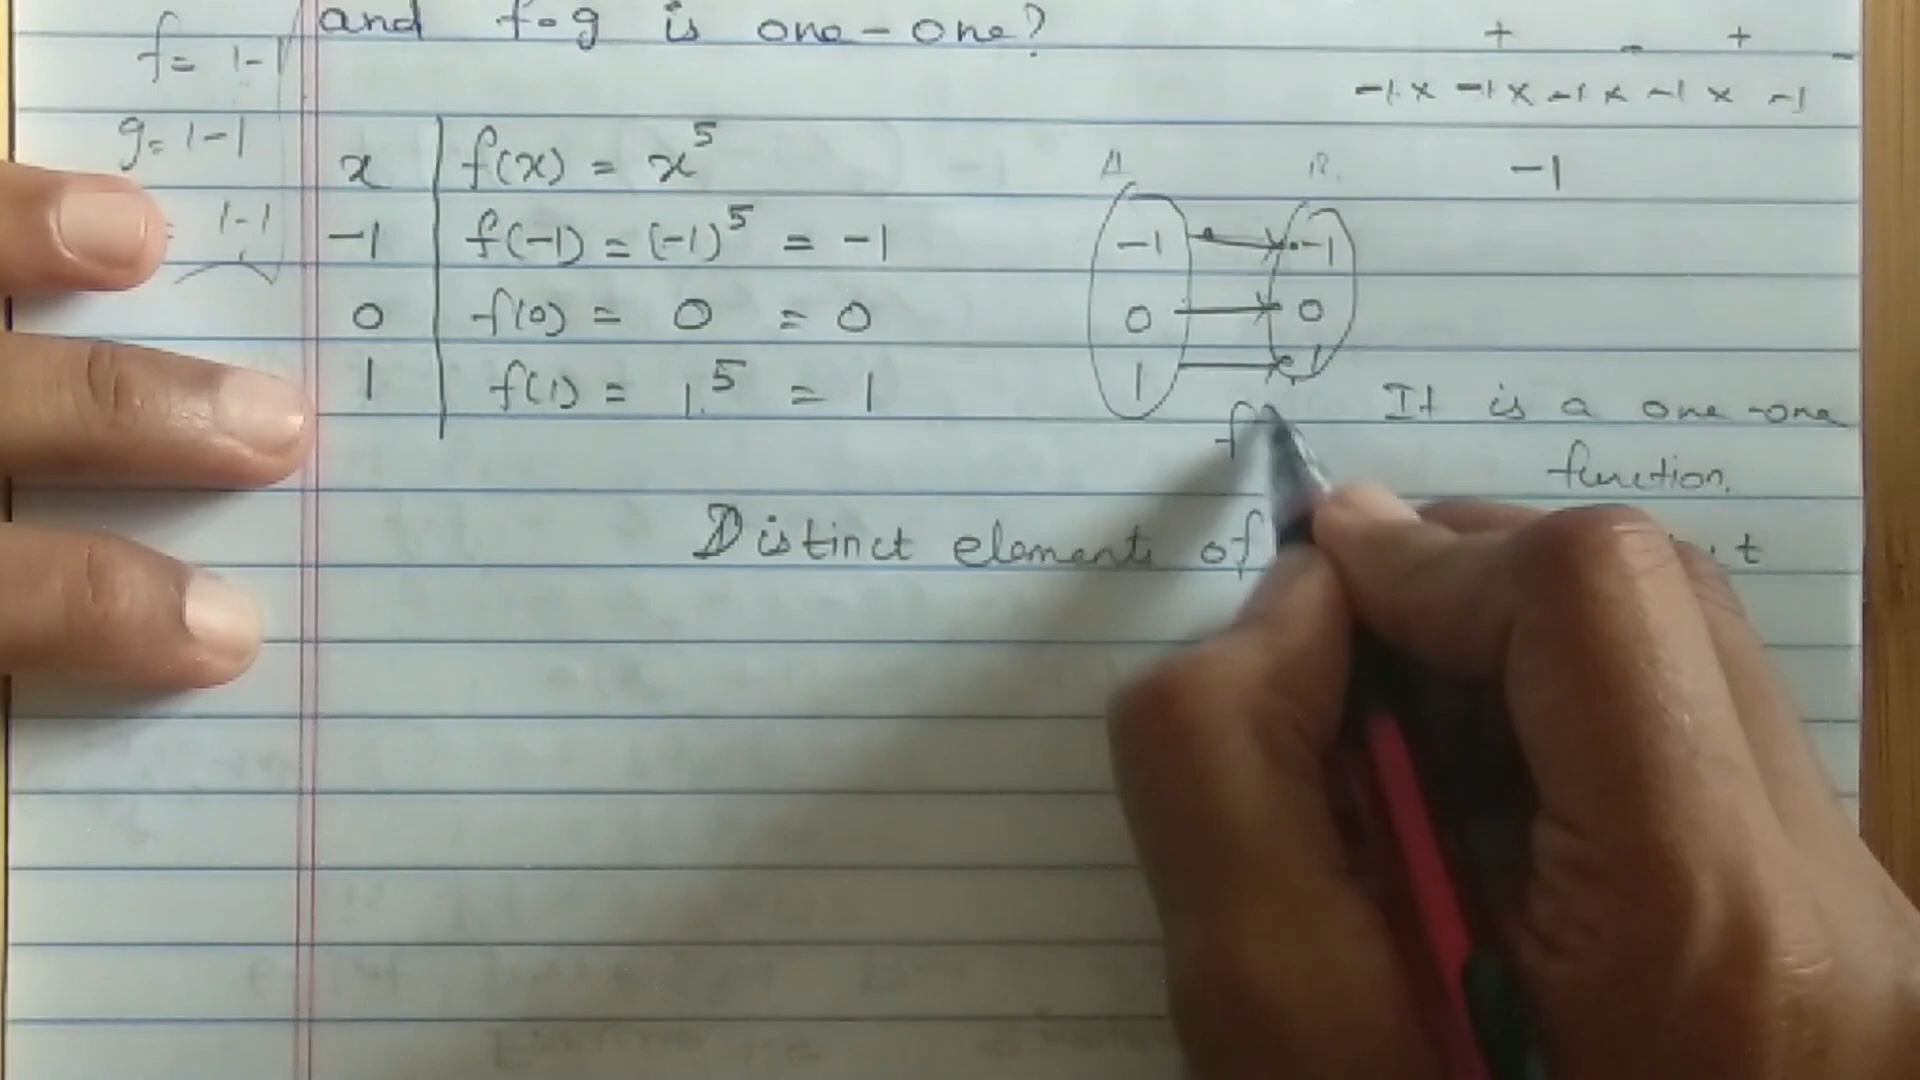 and fog is one-one?
f = 1-1
g = 1-1
= 1-1
+ - + -
-1 x -1 x -1 x -1 x -1
-1
x f(x) = x⁵
-1 f(-1) = (-1)⁵ = -1
0 f(0) = 0 = 0
1 f(1) = 1⁵ = 1
A
-1 -1
0 0
1 1
f
It is a one-one
function.
Distinct elements of